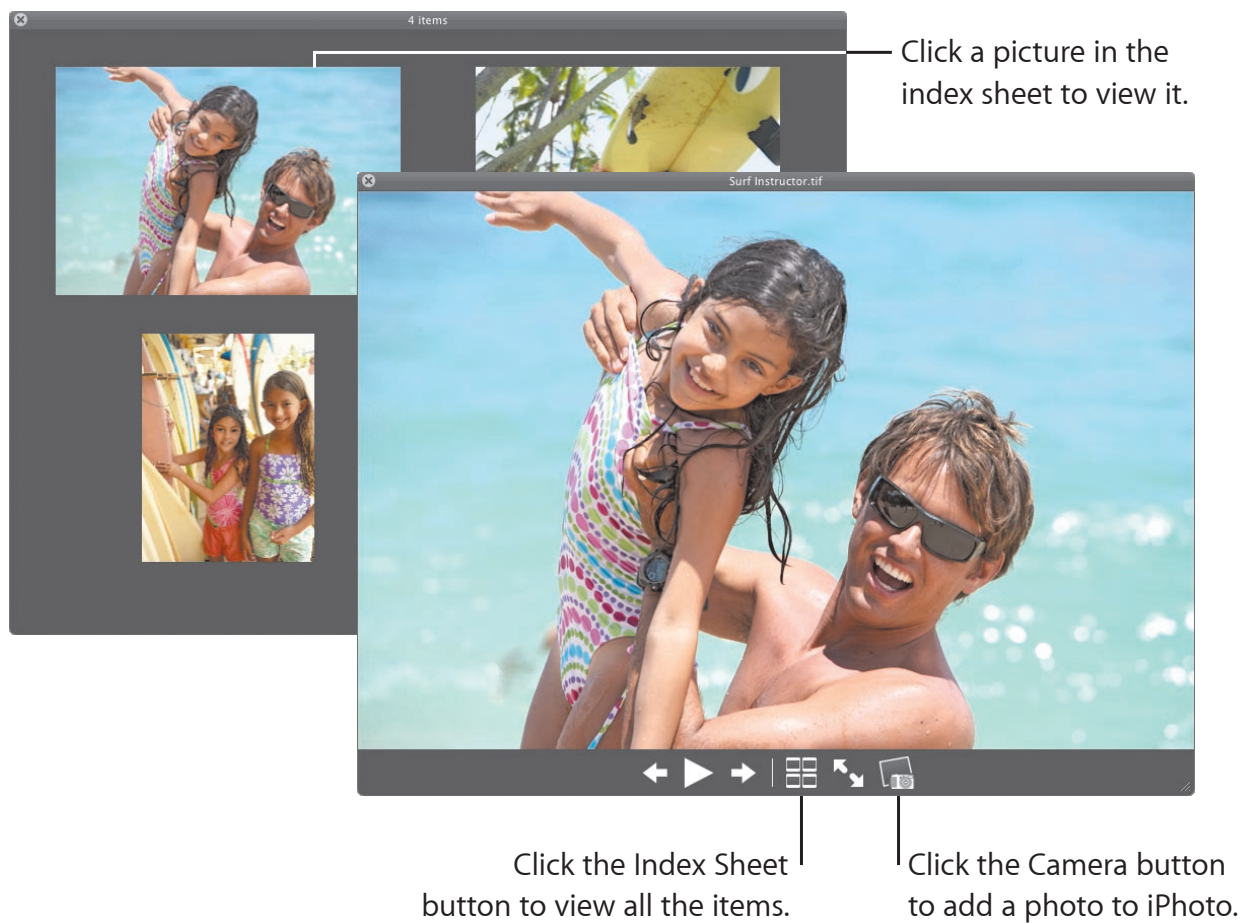 4 items
Click a picture in the
index sheet to view it.
Surf Instructor.tif
Click the Index Sheet
button to view all the items.
Click the Camera button
to add a photo to iPhoto.